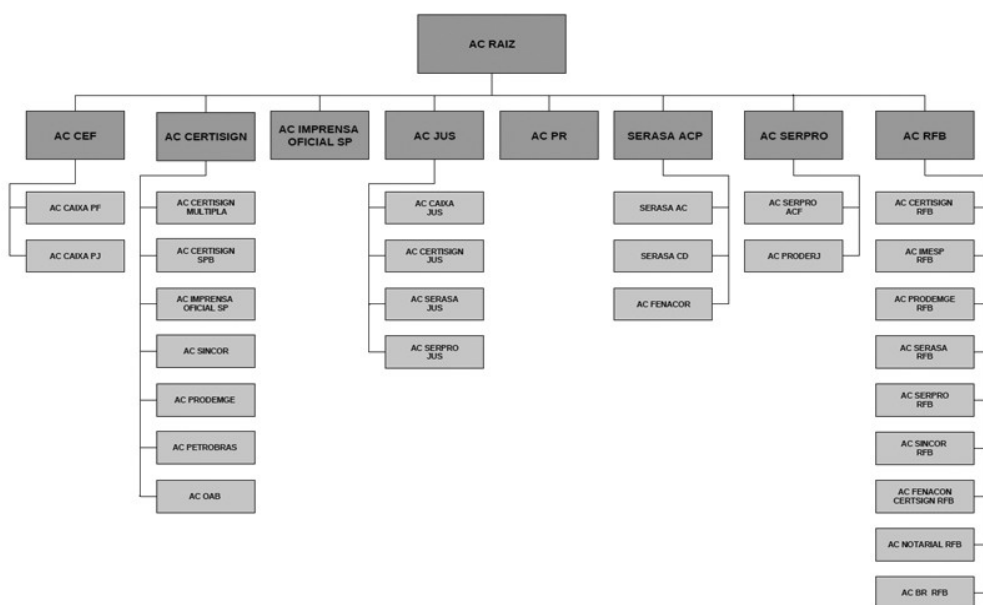 AC RAIZ
AC CEF
AC CERTISIGN
AC IMPRENSA
OFICIAL SP
AC JUS
AC PR
SERASA ACP
AC SERPRO
AC RFB
AC CAIXA PF
AC CAIXA PJ
AC CERTISIGN
MULTIPLA
AC CERTISIGN
SPB
AC IMPRENSA
OFICIAL SP
AC SINCOR
AC PRODEMGE
AC PETROBRAS
AC OAB
AC CAIXA
JUS
AC CERTISIGN
JUS
AC SERASA
JUS
AC SERPRO
JUS
SERASA AC
SERASA CD
AC FENACOR
AC SERPRO
ACF
AC PRODERJ
AC CERTISIGN
RFB
AC IMESP
RFB
AC PRODEMGE
RFB
AC SERASA
RFB
AC SERPRO
RFB
AC SINCOR
RFB
AC FENACON
CERTSIGN RFB
AC NOTARIAL RFB
AC BR RFB